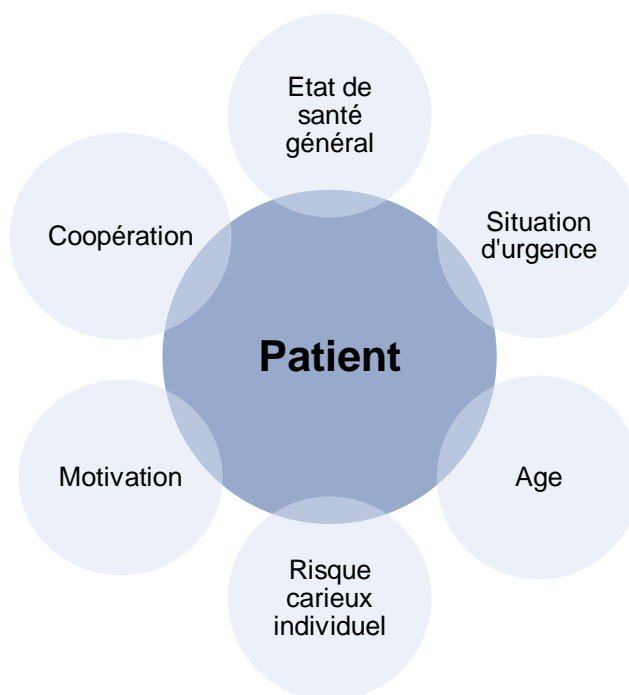 Etat de
santé
général
Situation
d'urgence
Age
Risque
carieux
individuel
Motivation
Coopération
Patient